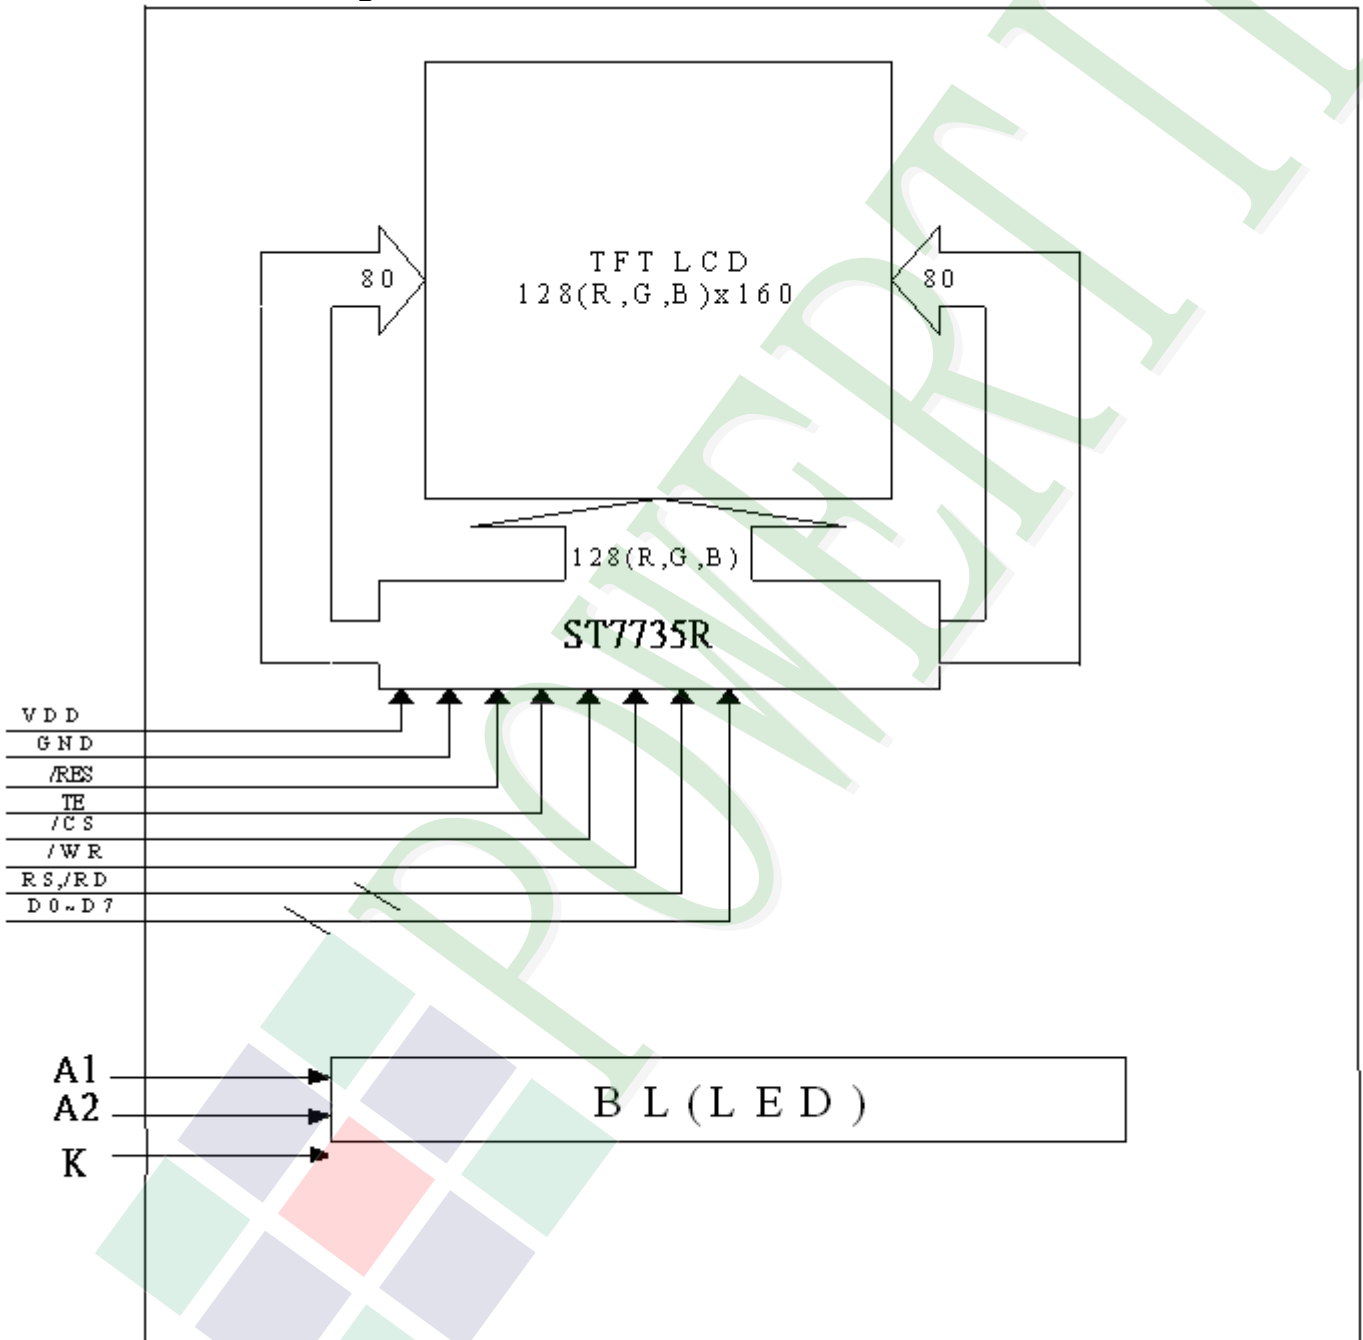 TFT LCD
128(R,G,B)x160
80
80
128(R,G,B)
ST7735R
VDD
GND
/RES
TE
/CS
/WR
RS,/RD
D0~D7
A1
A2
K
BL(LED)